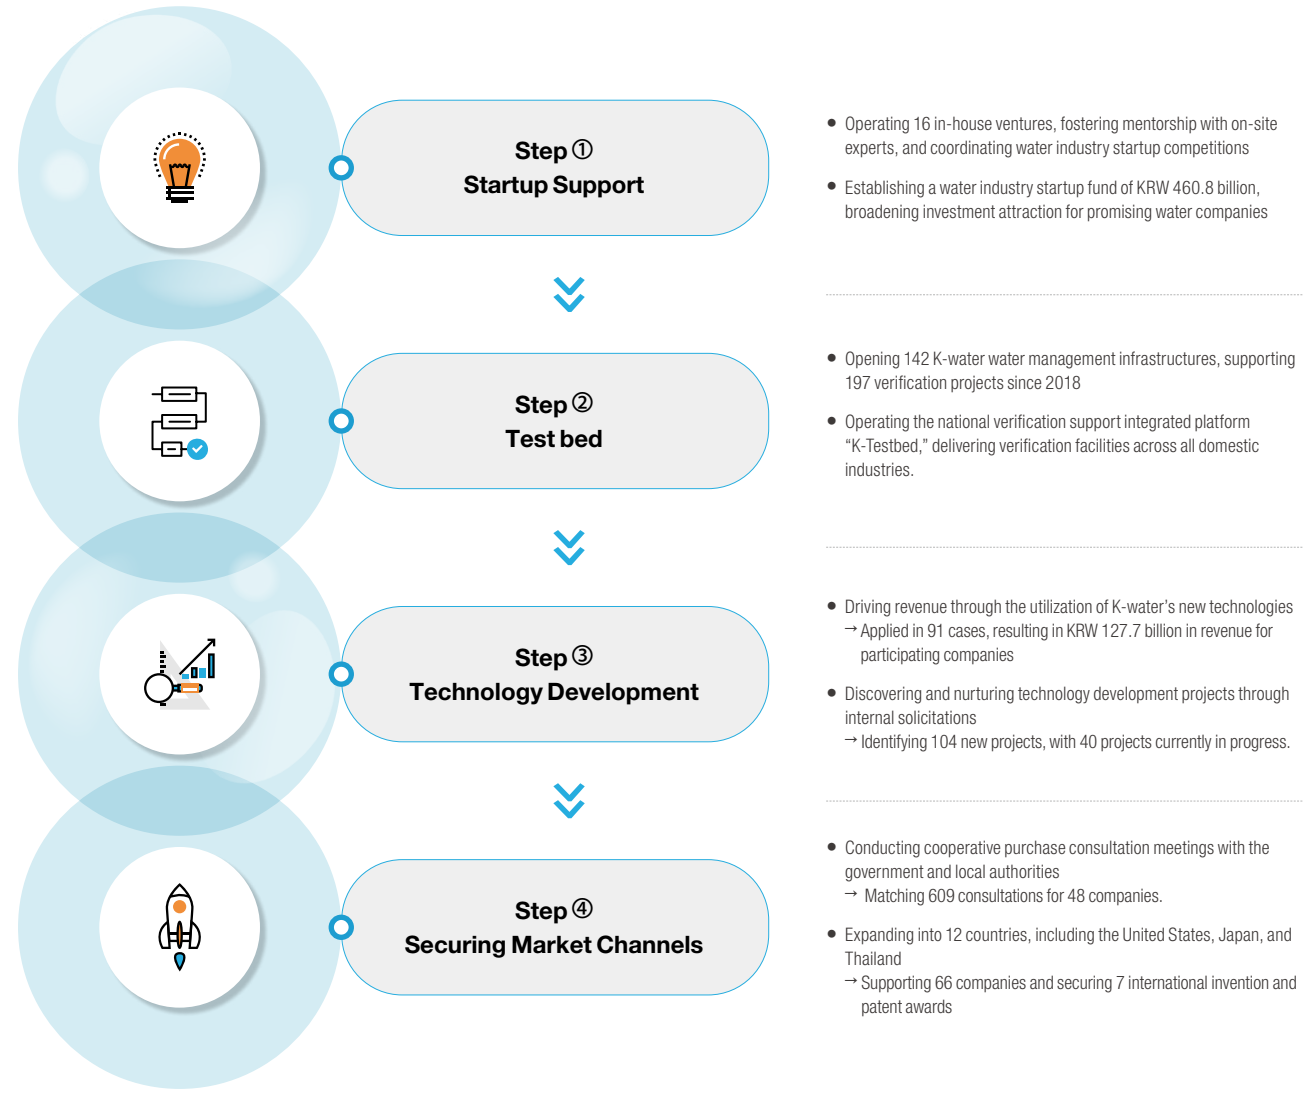 Step ①
Startup Support
● Operating 16 in-house ventures, fostering mentorship with on-site
experts, and coordinating water industry startup competitions
● Establishing a water industry startup fund of KRW 460.8 billion,
broadening investment attraction for promising water companies
Step ②
Test bed
● Opening 142 K-water water management infrastructures, supporting
197 verification projects since 2018
● Operating the national verification support integrated platform
“K-Testbed,” delivering verification facilities across all domestic
industries.
Step ③
Technology Development
● Driving revenue through the utilization of K-water’s new technologies
→ Applied in 91 cases, resulting in KRW 127.7 billion in revenue for
participating companies
● Discovering and nurturing technology development projects through
internal solicitations
→ Identifying 104 new projects, with 40 projects currently in progress.
Step ④
Securing Market Channels
● Conducting cooperative purchase consultation meetings with the
government and local authorities
→ Matching 609 consultations for 48 companies.
● Expanding into 12 countries, including the United States, Japan, and
Thailand
→ Supporting 66 companies and securing 7 international invention and
patent awards